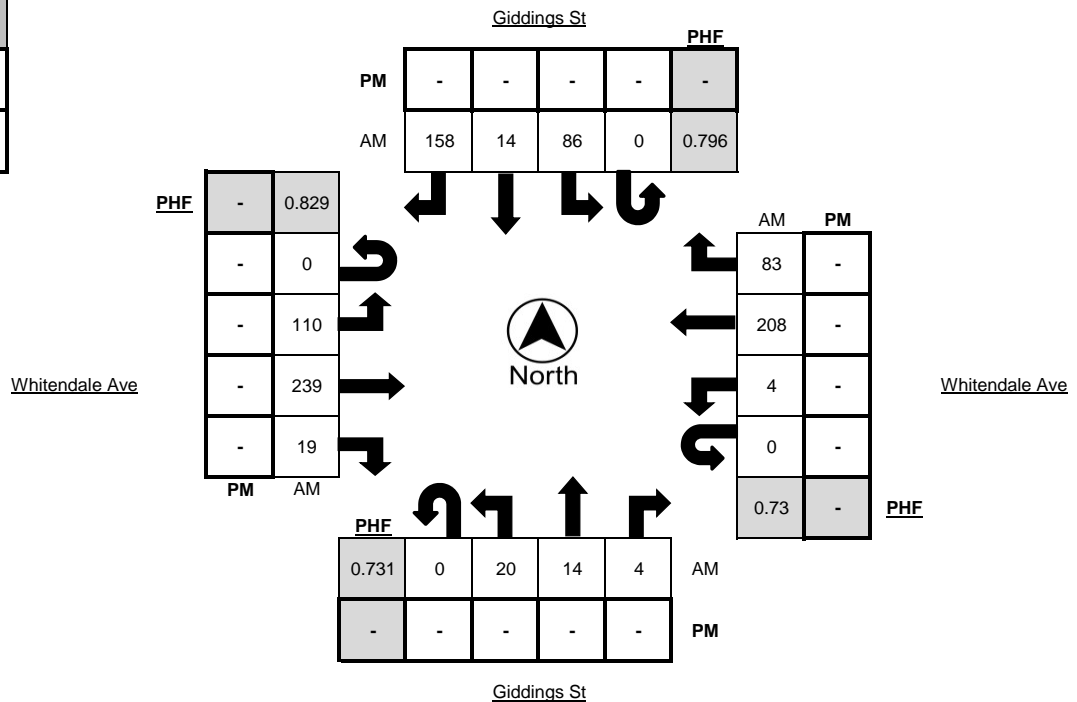 Giddings St
PHF
PM - - - - -
AM 158 14 86 0 0.796
PHF - 0.829
AM PM
- 0
83 -
- 110
208 -
North
Whitendale Ave - 239
4 - Whitendale Ave
- 19
0 -
PM AM
0.73 - PHF
PHF
0.731 0 20 14 4 AM
- - - - - PM
Giddings St